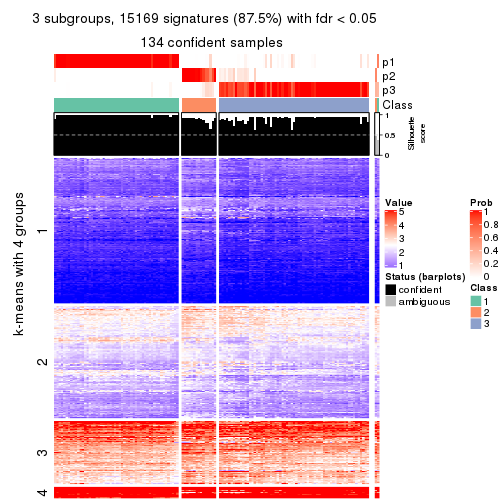 3 subgroups, 15169 signatures (87.5%) with fdr < 0.05
134 confident samples
p1
p2
p3
Class
1
0.5
0
Silhouette
score
k-means with 4 groups
1
2
3
4
Value
5
4
3
2
1
Status (barplots)
confident
ambiguous
Prob
1
0.8
0.6
0.4
0.2
0
Class
1
2
3